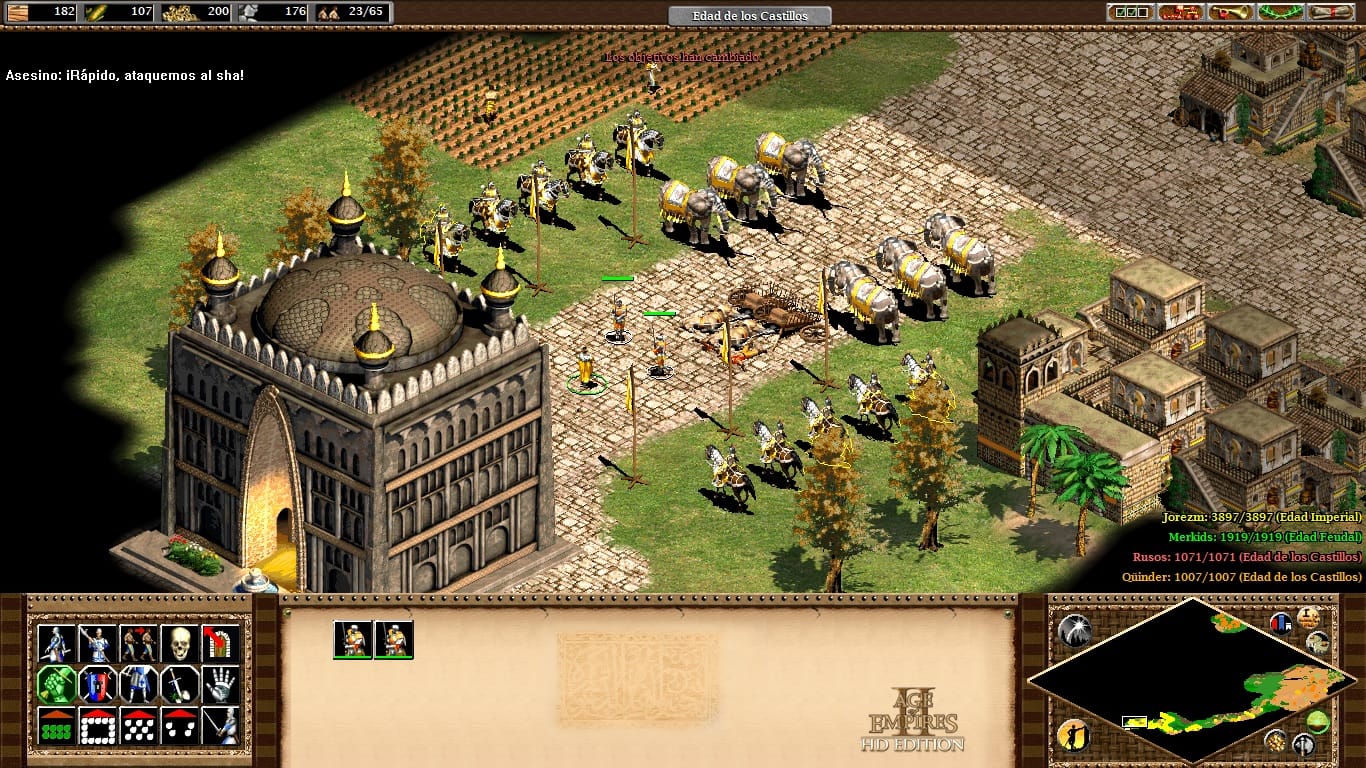 182 107 200 176 23/65
Edad de los Castillos
Los objetivos han cambiado
Asesino: ¡Rápido, ataquemos al sha!
Jorezm: 3897/3897 (Edad Imperial)
Merkids: 1919/1919 (Edad Feudal)
Rusos: 1071/1071 (Edad de los Castillos)
Qüinder: 1007/1007 (Edad de los Castillos)
AGE
OF
EMPIRES
II
HD EDITION